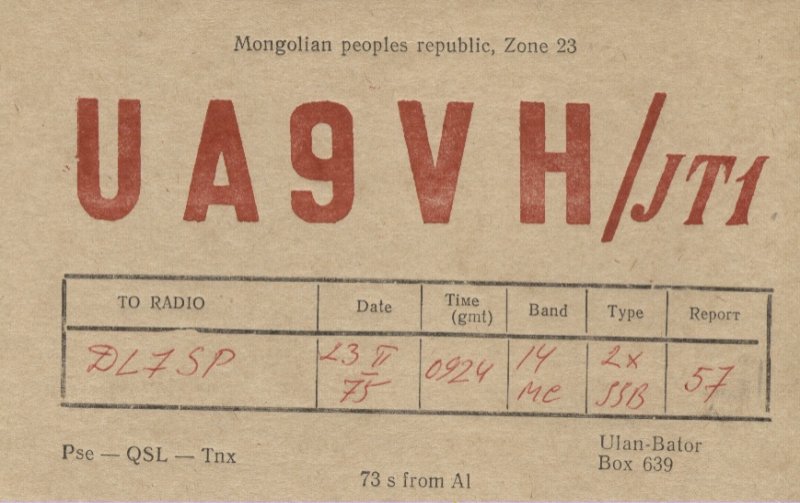 Mongolian peoples republic, Zone 23
UA9VH/JT1
TO RADIO Date Time (gmt) Band Type Report
DL7SP 23 II 75 0924 14 MC 2x SSB 57
Pse — QSL — Tnx
Ulan-Bator
Box 639
73 s from Al